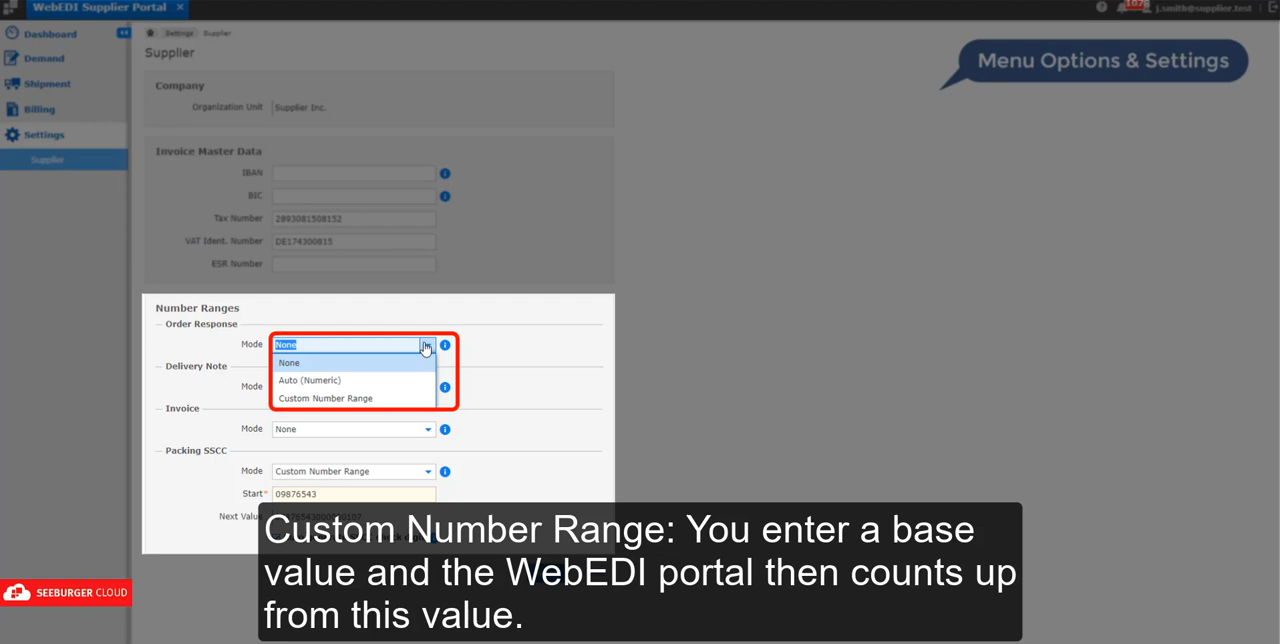 WebEDI Supplier Portal ×
107
j.smith@supplier.test
Dashboard
Demand
Shipment
Billing
Settings
Supplier
Settings Supplier
Supplier
Menu Options & Settings
Company
Organization Unit Supplier Inc.
Invoice Master Data
IBAN
BIC
Tax Number 2893081508152
VAT Ident. Number DE174300815
ESR Number
Number Ranges
Order Response
Mode None
None
Auto (Numeric)
Custom Number Range
Delivery Note
Mode
Invoice
Mode None
Packing SSCC
Mode Custom Number Range
Start* 09876543
Next Value
Custom Number Range: You enter a base
value and the WebEDI portal then counts up
from this value.
SEEBURGER CLOUD